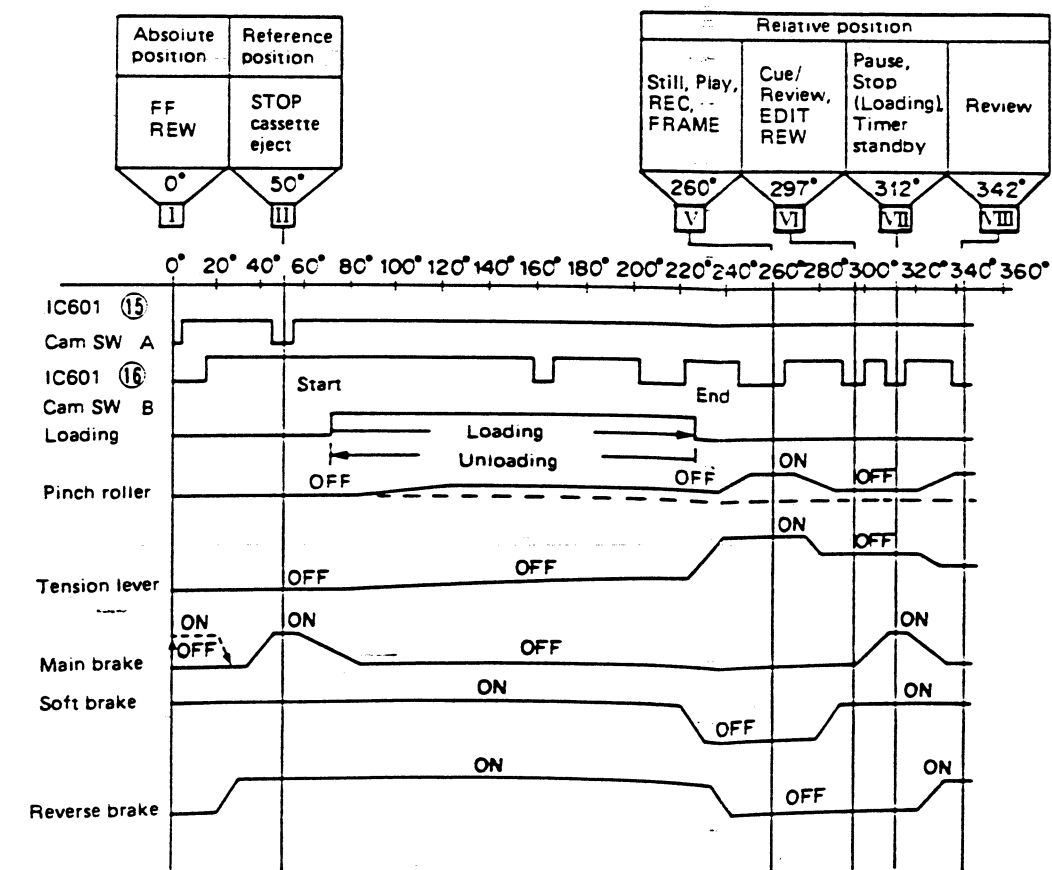 Absoiute position
Reference position
FF REW
STOP cassette eject
0°
50°
I
II
Relative position
Still, Play, REC, FRAME
Cue/ Review, EDIT REW
Pause, Stop (Loading), Timer standby
Review
260°
297°
312°
342°
V
VI
VII
VIII
0° 20° 40° 60° 80° 100° 120° 140° 160° 180° 200° 220° 240° 260° 280° 300° 320° 340° 360°
IC601 ⑮
Cam SW A
IC601 ⑯
Start
End
Cam SW B
Loading
Loading
Unloading
OFF
OFF
ON
OFF
Pinch roller
ON
OFF
OFF
OFF
Tension lever
ON
OFF
ON
OFF
ON
Main brake
ON
OFF
ON
Soft brake
ON
OFF
ON
Reverse brake